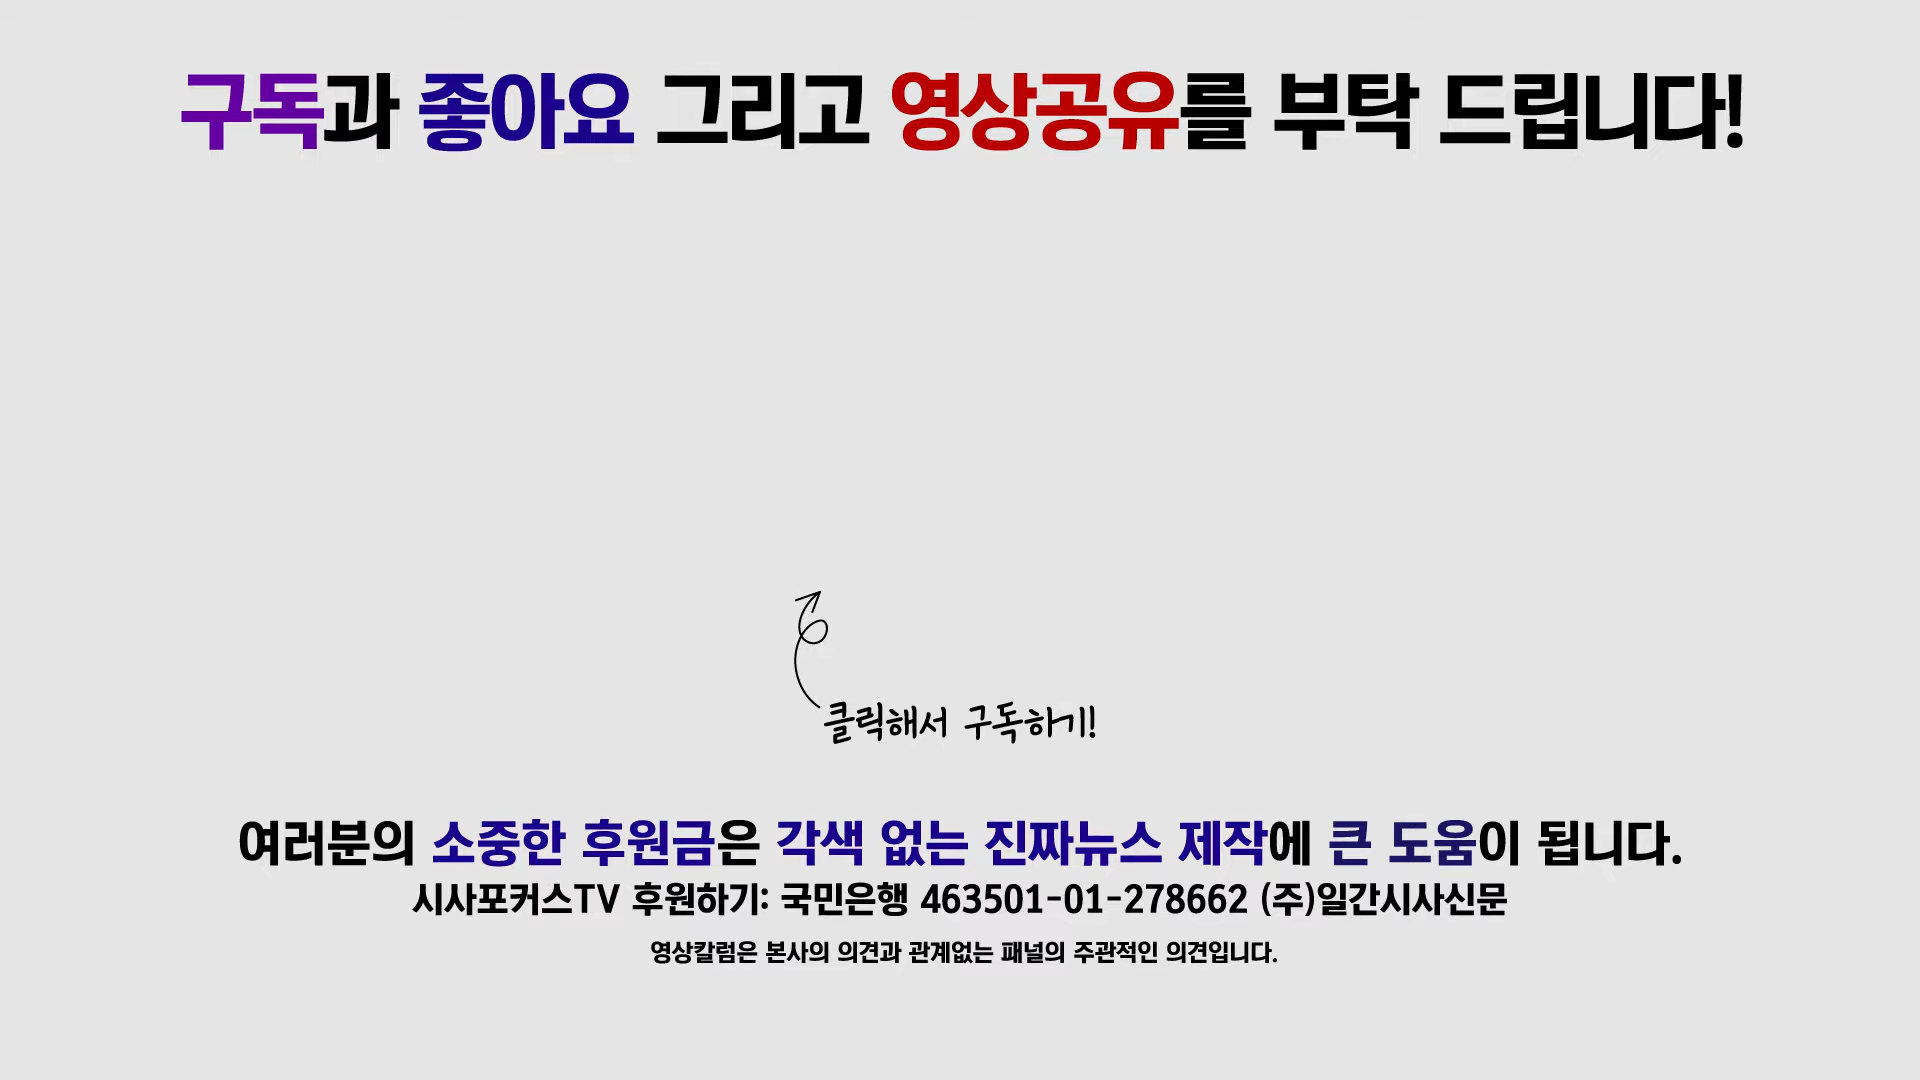 구독과 좋아요 그리고 영상공유를 부탁 드립니다!
클릭해서 구독하기!
여러분의 소중한 후원금은 각색 없는 진짜뉴스 제작에 큰 도움이 됩니다.
시사포커스TV 후원하기: 국민은행 463501-01-278662 (주)일간시사신문
영상칼럼은 본사의 의견과 관계없는 패널의 주관적인 의견입니다.